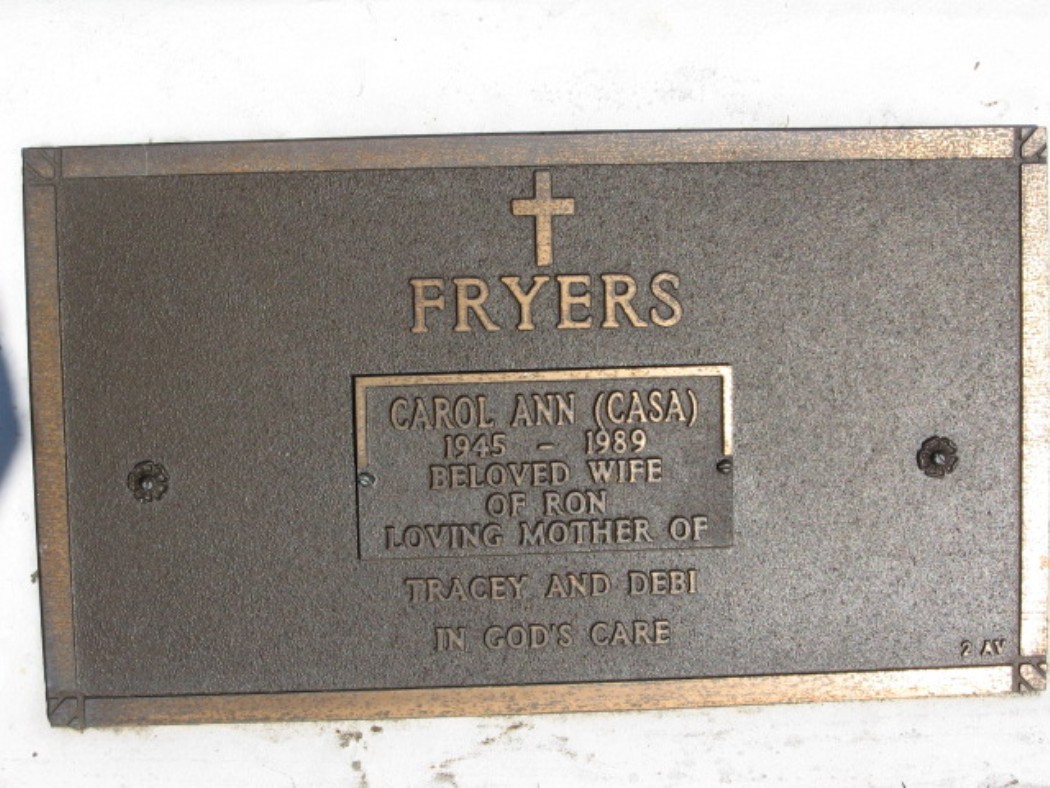 FRYERS
CAROL ANN (CASA)
1945 - 1989
BELOVED WIFE
OF RON
LOVING MOTHER OF
TRACEY AND DEBI
IN GOD'S CARE
2 AV